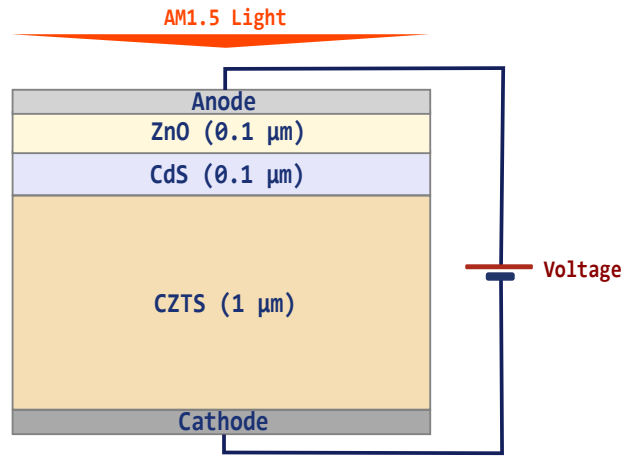 AM1.5 Light
Anode
ZnO (0.1 µm)
CdS (0.1 µm)
Voltage
CZTS (1 µm)
Cathode